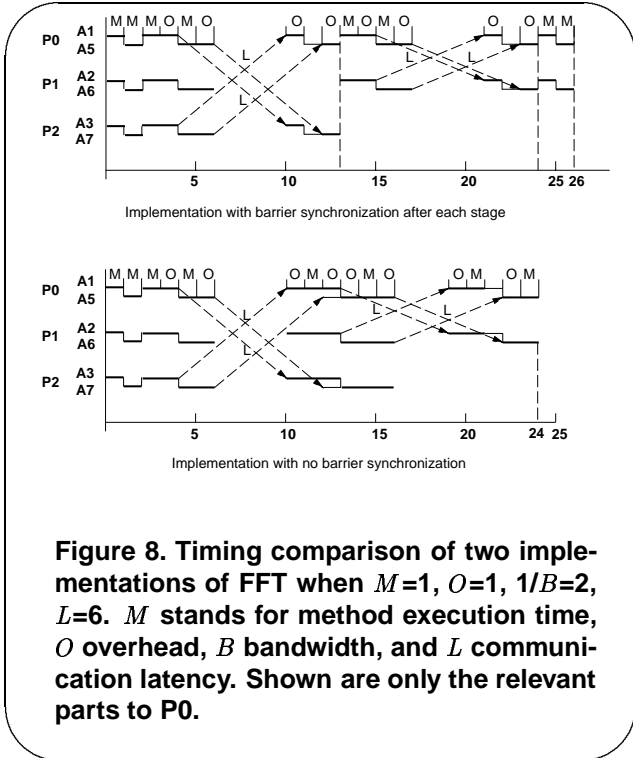 M M M O M O O O M O M O O O M M
P0 A1
A5
L
L
L
L
P1 A2
A6
P2 A3
A7
5 10 15 20 25 26
Implementation with barrier synchronization after each stage
M M M O M O O M O O M O O M O M
P0 A1
A5
L
L
L
L
P1 A2
A6
P2 A3
A7
5 10 15 20 24 25
Implementation with no barrier synchronization
Figure 8. Timing comparison of two imple-
mentations of FFT when M=1, O=1, 1/B=2,
L=6. M stands for method execution time,
O overhead, B bandwidth, and L communi-
cation latency. Shown are only the relevant
parts to P0.